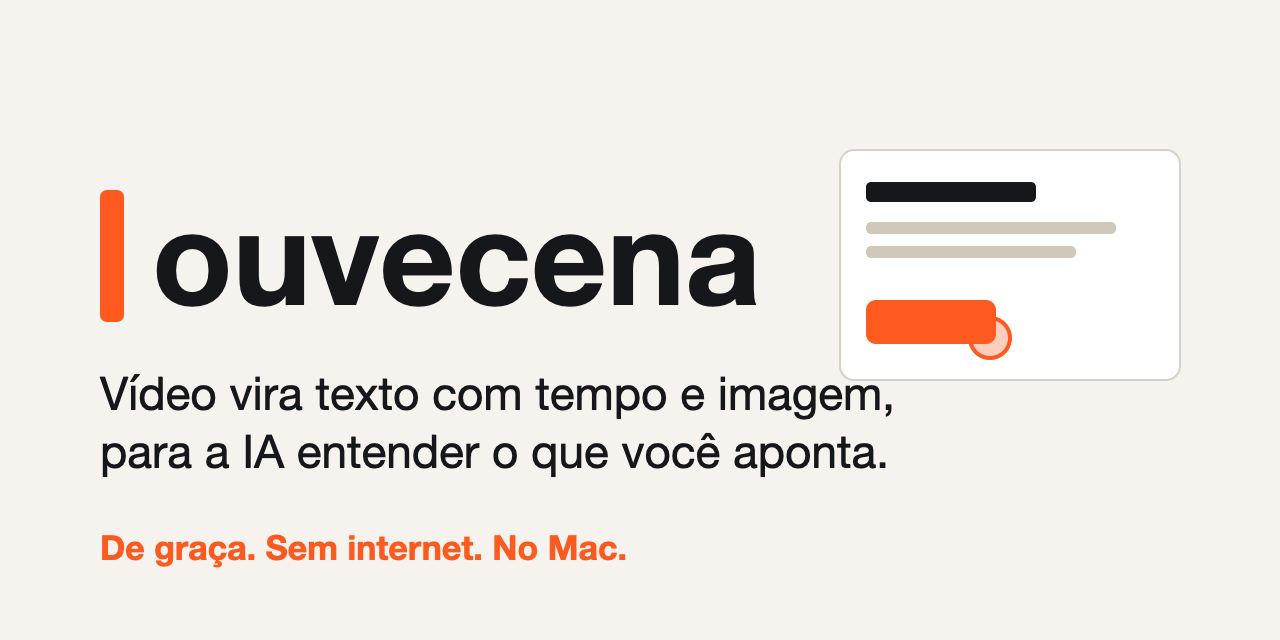 ouvecena
Vídeo vira texto com tempo e imagem,
para a IA entender o que você aponta.
De graça. Sem internet. No Mac.